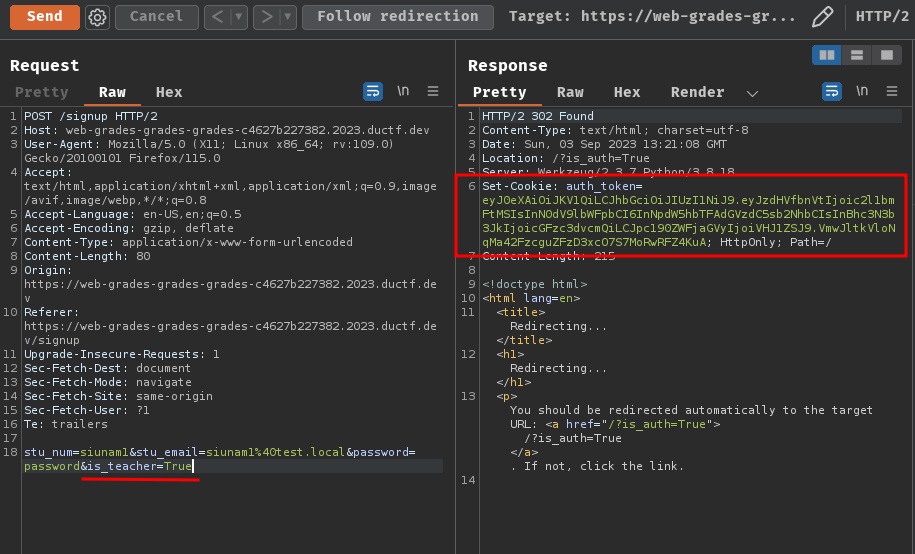 Send Cancel < > Follow redirection Target: https://web-grades-gr... HTTP/2
Request
Pretty Raw Hex \n
1 POST /signup HTTP/2
2 Host: web-grades-grades-grades-c4627b227382.2023.ductf.dev
3 User-Agent: Mozilla/5.0 (X11; Linux x86_64; rv:109.0)
Gecko/20100101 Firefox/115.0
4 Accept:
text/html,application/xhtml+xml,application/xml;q=0.9,image
/avif,image/webp,*/*;q=0.8
5 Accept-Language: en-US,en;q=0.5
6 Accept-Encoding: gzip, deflate
7 Content-Type: application/x-www-form-urlencoded
8 Content-Length: 80
9 Origin:
https://web-grades-grades-grades-c4627b227382.2023.ductf.de
v
10 Referer:
https://web-grades-grades-grades-c4627b227382.2023.ductf.de
v/signup
11 Upgrade-Insecure-Requests: 1
12 Sec-Fetch-Dest: document
13 Sec-Fetch-Mode: navigate
14 Sec-Fetch-Site: same-origin
15 Sec-Fetch-User: ?1
16 Te: trailers
17
18 stu_num=siunam1&stu_email=siunam1%40test.local&password=
password&is_teacher=True
Response
Pretty Raw Hex Render \n
1 HTTP/2 302 Found
2 Content-Type: text/html; charset=utf-8
3 Date: Sun, 03 Sep 2023 13:21:08 GMT
4 Location: /?is_auth=True
5 Server: Werkzeug/2.3.7 Python/3.8.18
6 Set-Cookie: auth_token=
eyJ0eXAiOiJKV1QiLCJhbGciOiJIUzI1NiJ9.eyJzdHVfbnVtIjoic2l1bm
FtMSIsInN0dV9lbWFpbCI6InNpdW5hbTFAdGVzdC5sb2NhbCIsInBhc3N3b
3JkIjoicGFzc3dvcmQiLCJpc190ZWFjaGVyIjoiVHJ1ZSJ9.VmwJltkVloN
qMa42FzcguZFzD3xcO7S7MoRwRFZ4KuA; HttpOnly; Path=/
7 Content-Length: 215
8
9 <!doctype html>
10 <html lang=en>
11 <title>
Redirecting...
</title>
12 <h1>
Redirecting...
</h1>
13 <p>
You should be redirected automatically to the target
URL: <a href="/?is_auth=True">
/?is_auth=True
</a>
. If not, click the link.
14